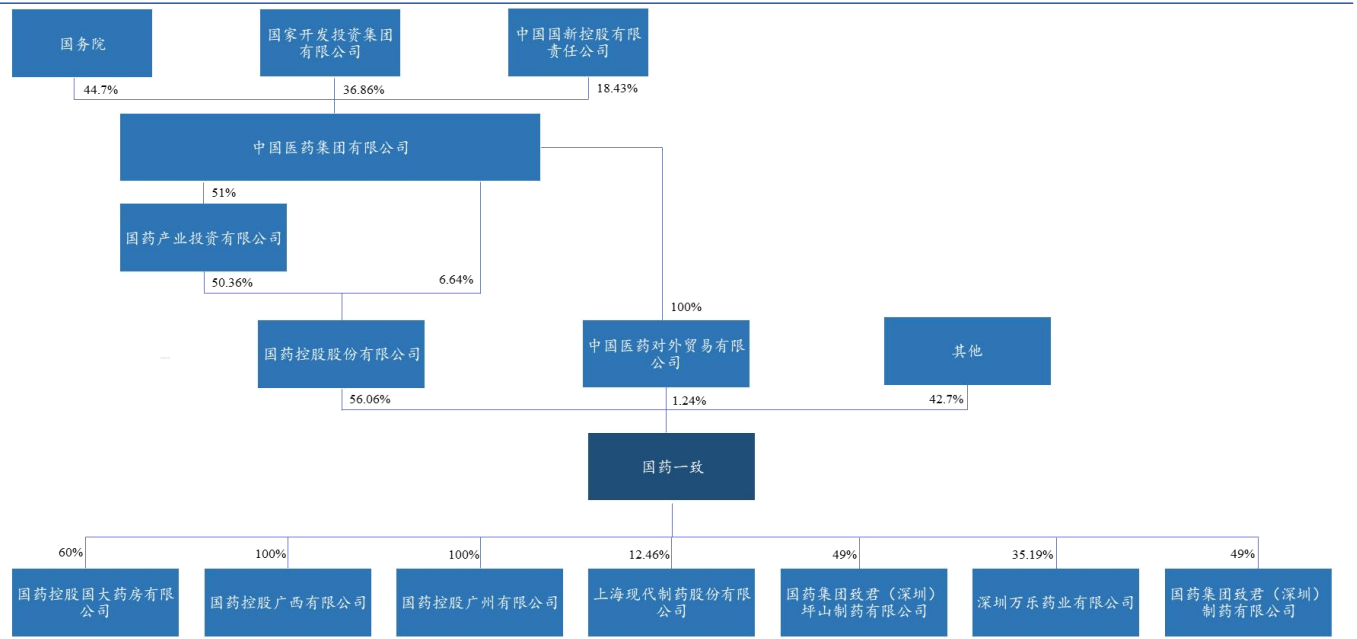 国务院
国家开发投资集团
有限公司
中国国新控股有限
责任公司
44.7%
36.86%
18.43%
中国医药集团有限公司
51%
国药产业投资有限公司
50.36%
6.64%
100%
国药控股股份有限公司
中国医药对外贸易有限
公司
其他
56.06%
1.24%
42.7%
国药一致
60%
100%
100%
12.46%
49%
35.19%
49%
国药控股国大药房有限
公司
国药控股广西有限公司
国药控股广州有限公司
上海现代制药股份有限
公司
国药集团致君（深圳）
坪山制药有限公司
深圳万乐药业有限公司
国药集团致君（深圳）
制药有限公司